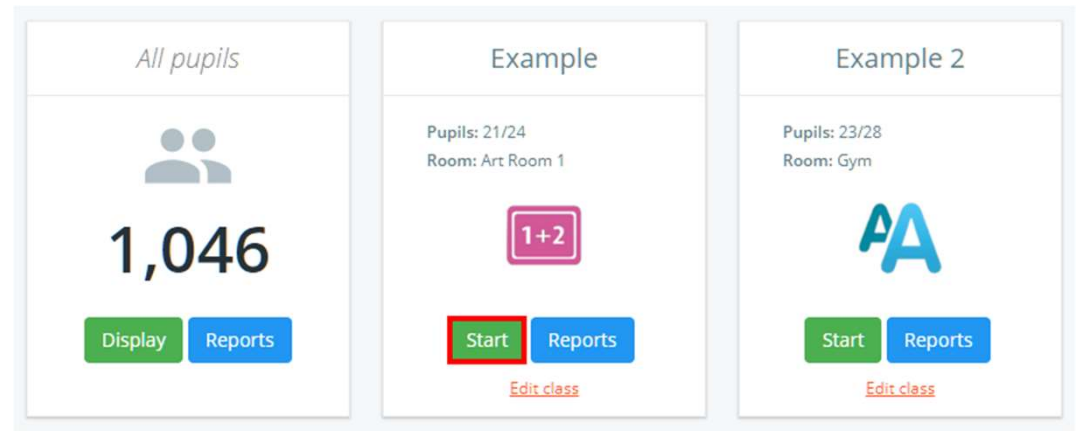 All pupils
1,046
Display Reports
Example
Pupils: 21/24
Room: Art Room 1
1+2
Start Reports
Edit class
Example 2
Pupils: 23/28
Room: Gym
AA
Start Reports
Edit class